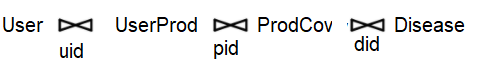 User ⋈ UserProd ⋈ ProdCov ⋈ Disease
uid pid did